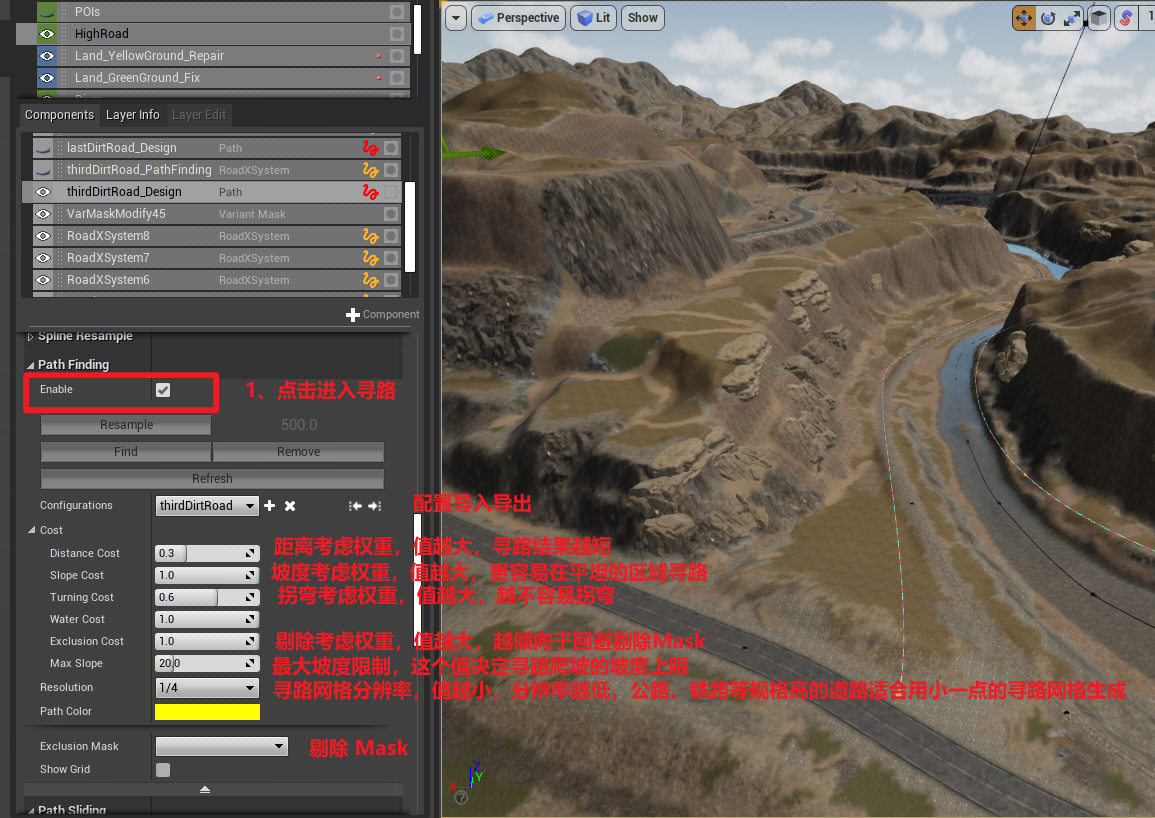 POIs
HighRoad
Land_YellowGround_Repair
Land_GreenGround_Fix
Components Layer Info Layer Edit
lastDirtRoad_Design Path
thirdDirtRoad_PathFinding RoadXSystem
thirdDirtRoad_Design Path
VarMaskModify45 Variant Mask
RoadXSystem8 RoadXSystem
RoadXSystem7 RoadXSystem
RoadXSystem6 RoadXSystem
Component
Spline Resample
Path Finding
Enable 1、点击进入寻路
Resample 500.0
Find Remove
Refresh
Configurations thirdDirtRoad 配置导入导出
Cost
Distance Cost 0.3 距离考虑权重，值越大，寻路结果越短
Slope Cost 1.0 坡度考虑权重，值越大，更容易在平坦的区域寻路
Turning Cost 0.6 拐弯考虑权重，值越大，越不容易拐弯
Water Cost 1.0
Exclusion Cost 1.0 剔除考虑权重，值越大，越倾向于回避剔除Mask
Max Slope 20.0 最大坡度限制，这个值决定寻路爬坡的坡度上限
Resolution 1/4 寻路网格分辨率，值越小，分辨率越低，公路、铁路等规格高的道路适合用小一点的寻路网格生成
Path Color
Exclusion Mask 剔除 Mask
Show Grid
Path Sliding
Perspective Lit Show
1
Z
Y
X
?